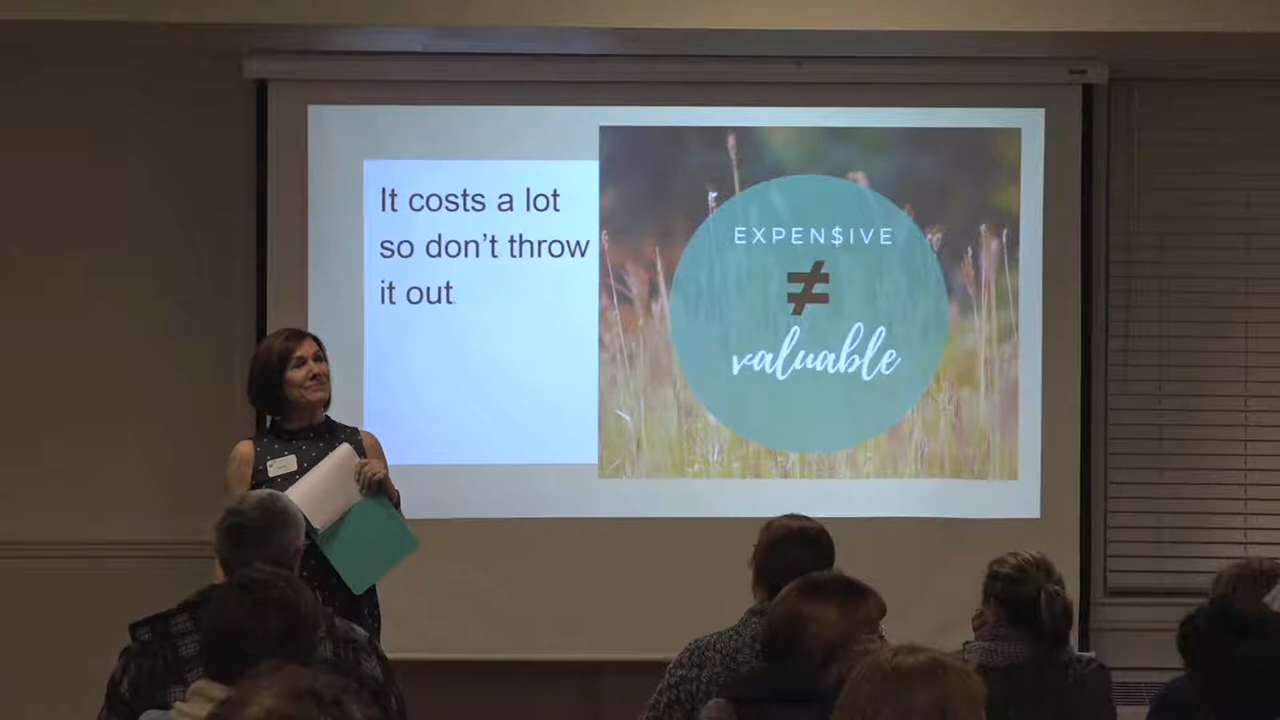 It costs a lot
so don't throw
it out
EXPEN$IVE
≠
valuable